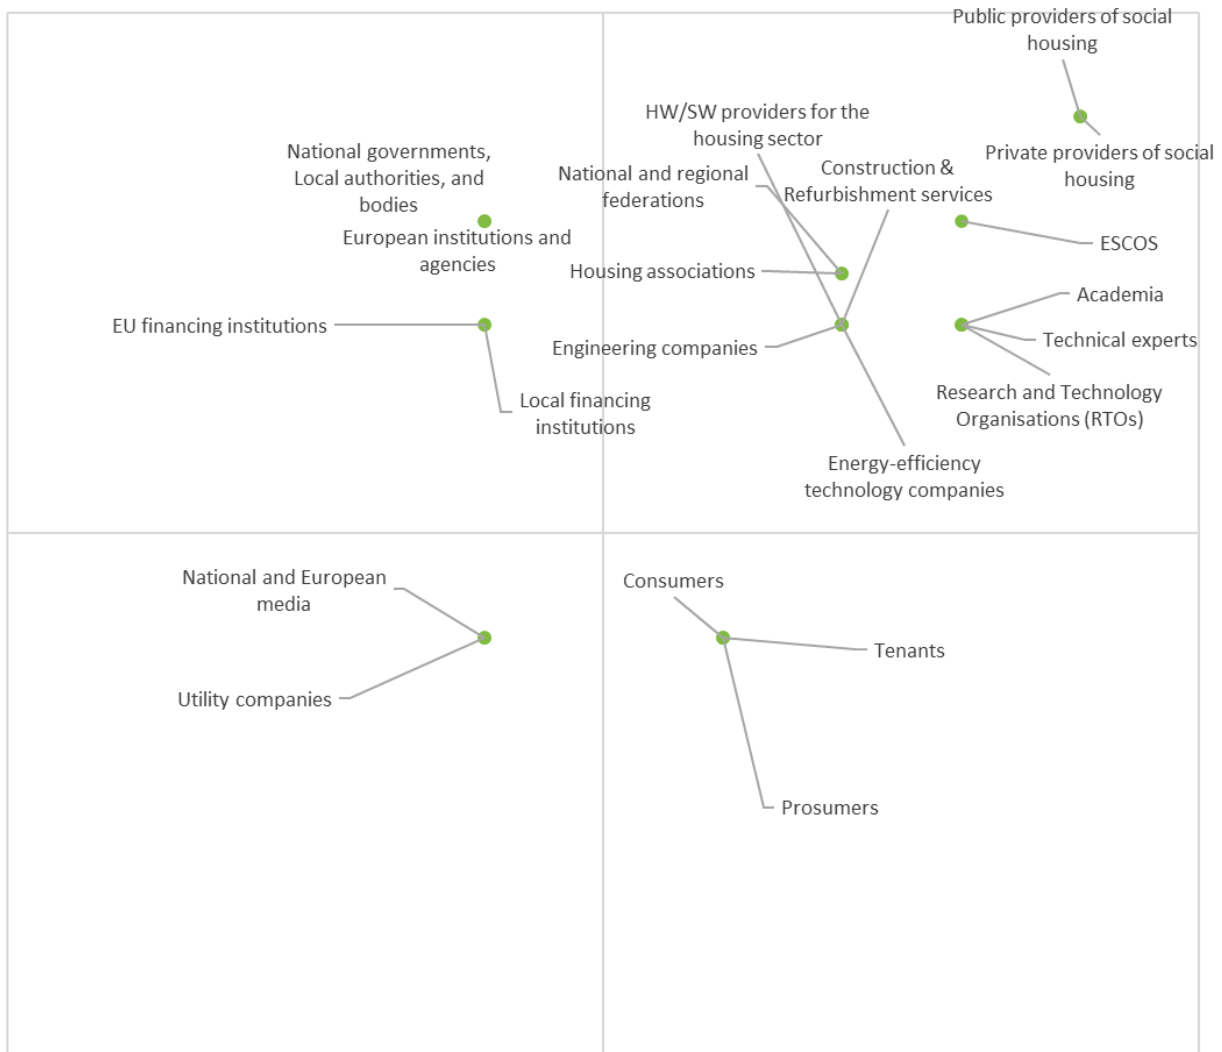 Public providers of social
housing
HW/SW providers for the
housing sector
National governments,
Local authorities, and
bodies
National and regional
federations
Construction &
Refurbishment services
Private providers of social
housing
European institutions and
agencies
ESCOS
Housing associations
Academia
EU financing institutions
Engineering companies
Technical experts
Local financing
institutions
Research and Technology
Organisations (RTOs)
Energy-efficiency
technology companies
National and European
media
Consumers
Tenants
Utility companies
Prosumers